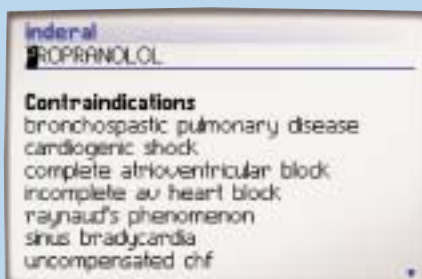 inderal
PROPRANOLOL
Contraindications
bronchospastic pulmonary disease
cardiogenic shock
complete atrioventricular block
incomplete av heart block
raynaud's phenomenon
sinus bradycardia
uncompensated chf